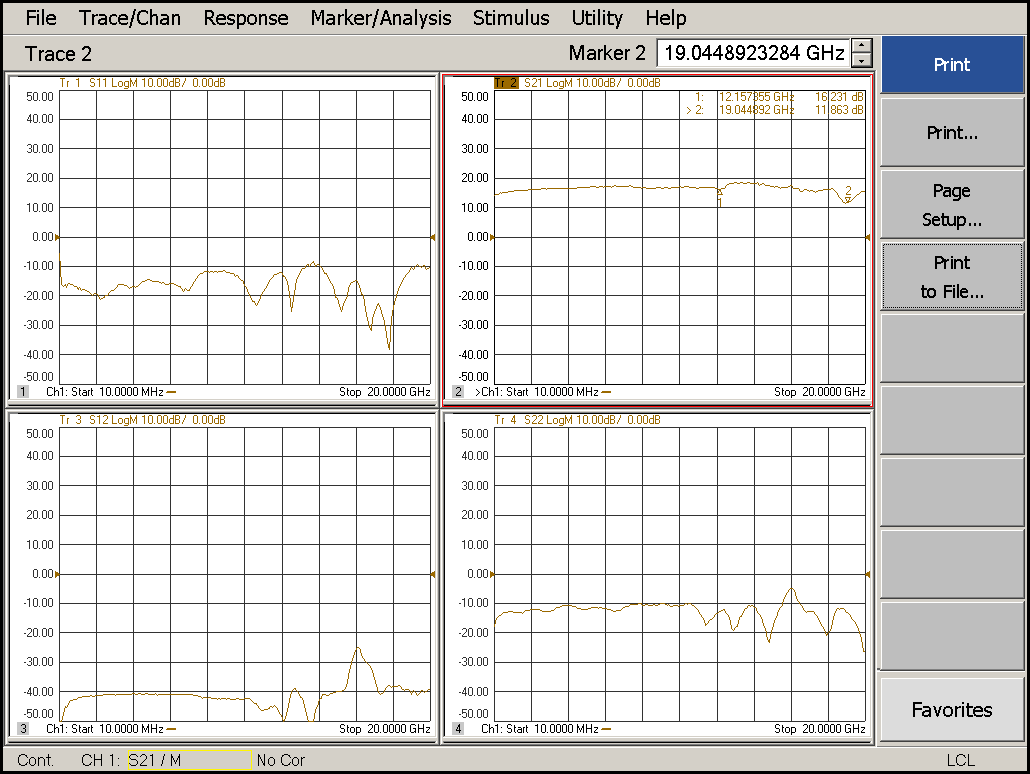 File Trace/Chan Response Marker/Analysis Stimulus Utility Help
Trace 2 Marker 2 19.0448923284 GHz
Tr 1 S11 LogM 10.00dB/ 0.00dB
50.00
40.00
30.00
20.00
10.00
0.00
-10.00
-20.00
-30.00
-40.00
-50.00
1 Ch1: Start 10.0000 MHz Stop 20.0000 GHz
Tr 2 S21 LogM 10.00dB/ 0.00dB
1: 12.157355 GHz 16.231 dB
> 2: 19.044892 GHz 11.863 dB
50.00
40.00
30.00
20.00
10.00
0.00
-10.00
-20.00
-30.00
-40.00
-50.00
1
2
2 >Ch1: Start 10.0000 MHz Stop 20.0000 GHz
Tr 3 S12 LogM 10.00dB/ 0.00dB
50.00
40.00
30.00
20.00
10.00
0.00
-10.00
-20.00
-30.00
-40.00
-50.00
3 Ch1: Start 10.0000 MHz Stop 20.0000 GHz
Tr 4 S22 LogM 10.00dB/ 0.00dB
50.00
40.00
30.00
20.00
10.00
0.00
-10.00
-20.00
-30.00
-40.00
-50.00
4 Ch1: Start 10.0000 MHz Stop 20.0000 GHz
Print
Print...
Page
Setup...
Print
to File...
Favorites
Cont. CH 1: S21 / M No Cor LCL